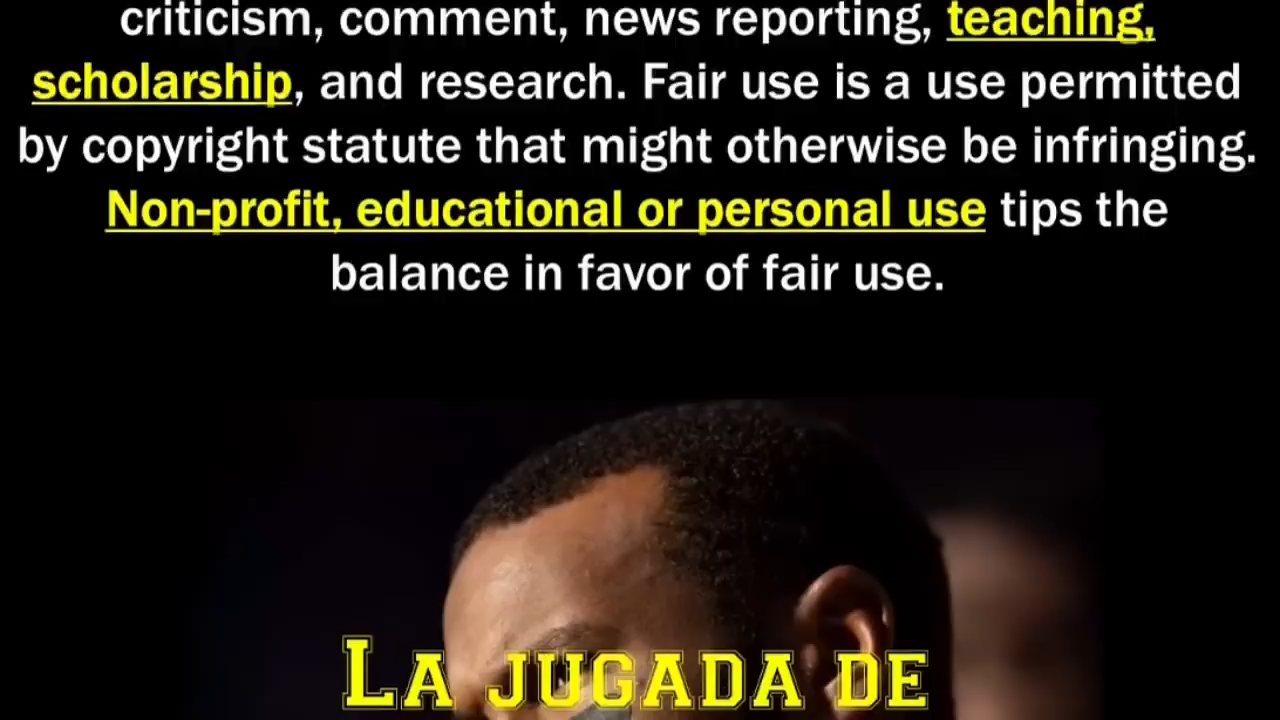 criticism, comment, news reporting, teaching,
scholarship, and research. Fair use is a use permitted
by copyright statute that might otherwise be infringing.
Non-profit, educational or personal use tips the
balance in favor of fair use.
La jugada de